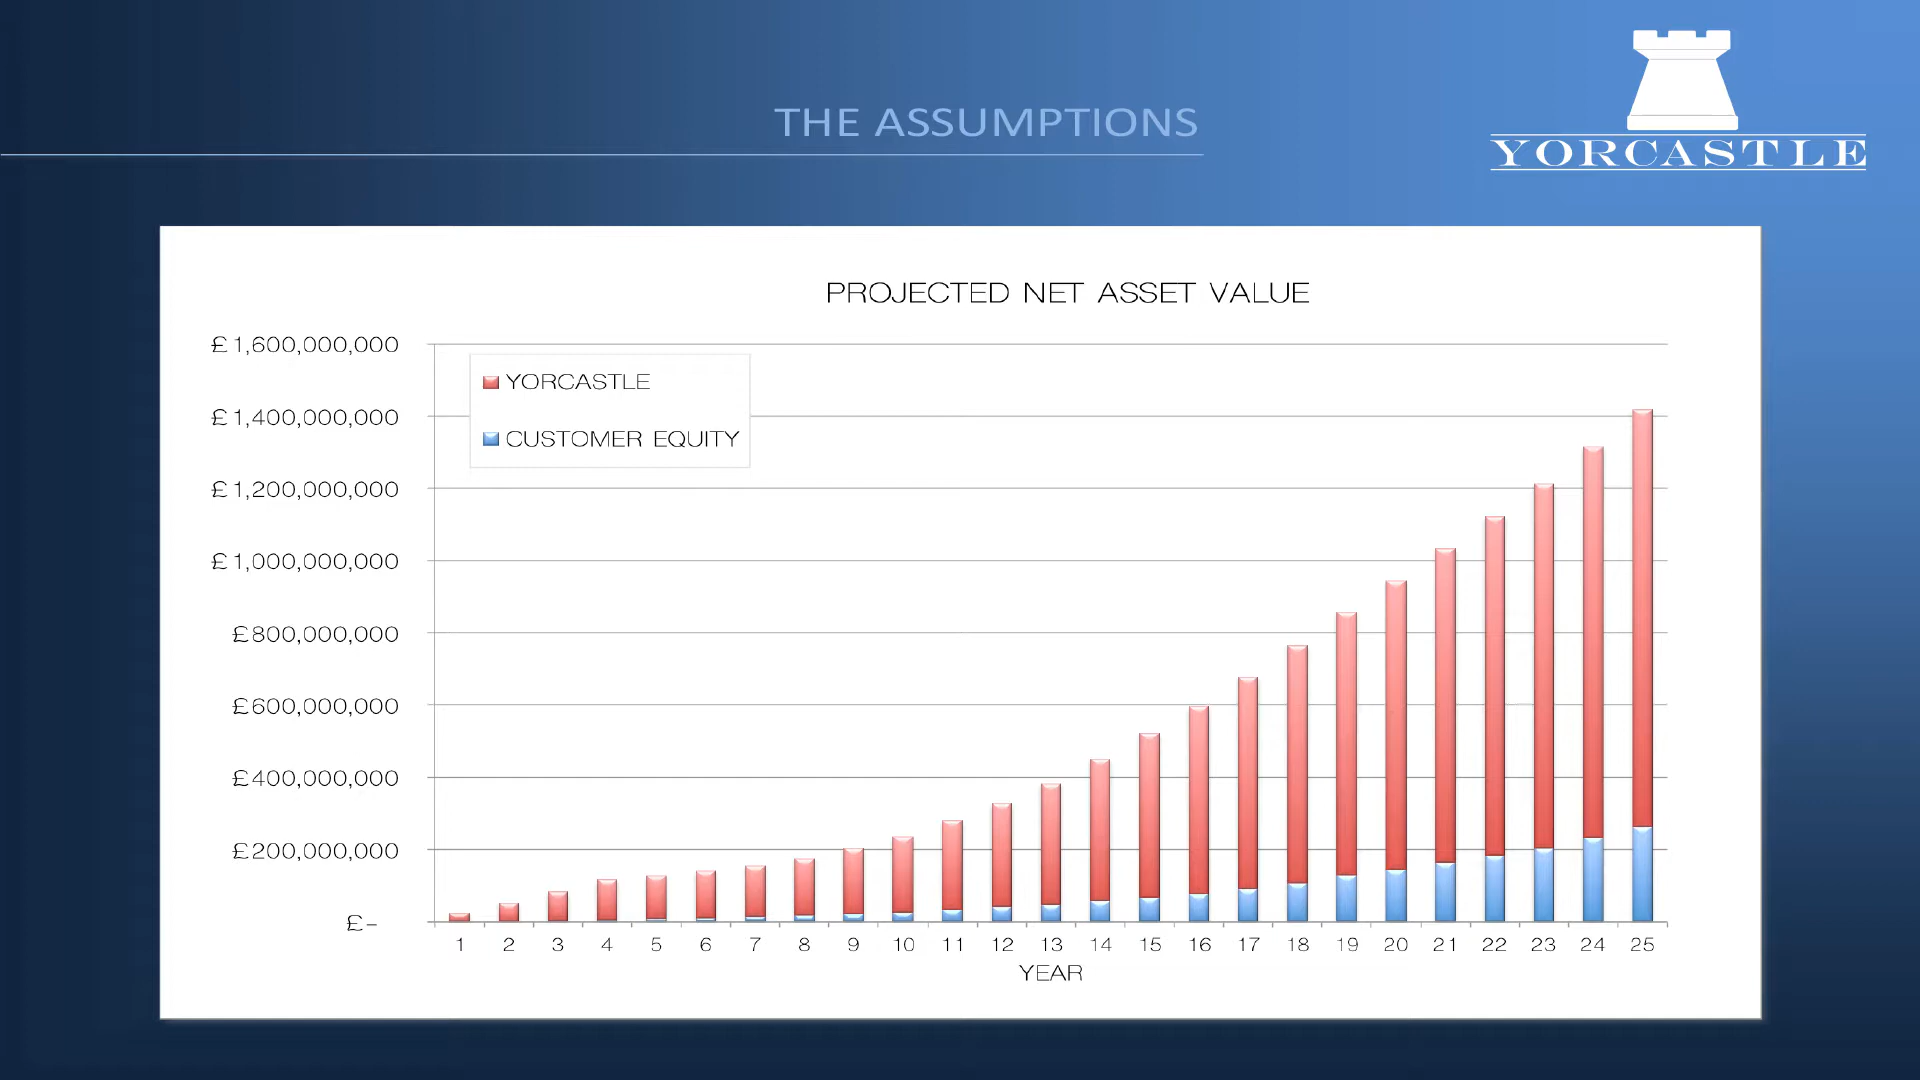 THE ASSUMPTIONS
YORCASTLE
PROJECTED NET ASSET VALUE
£1,600,000,000
£1,400,000,000
£1,200,000,000
£1,000,000,000
£800,000,000
£600,000,000
£400,000,000
£200,000,000
£-
YORCASTLE
CUSTOMER EQUITY
1 2 3 4 5 6 7 8 9 10 11 12 13 14 15 16 17 18 19 20 21 22 23 24 25
YEAR